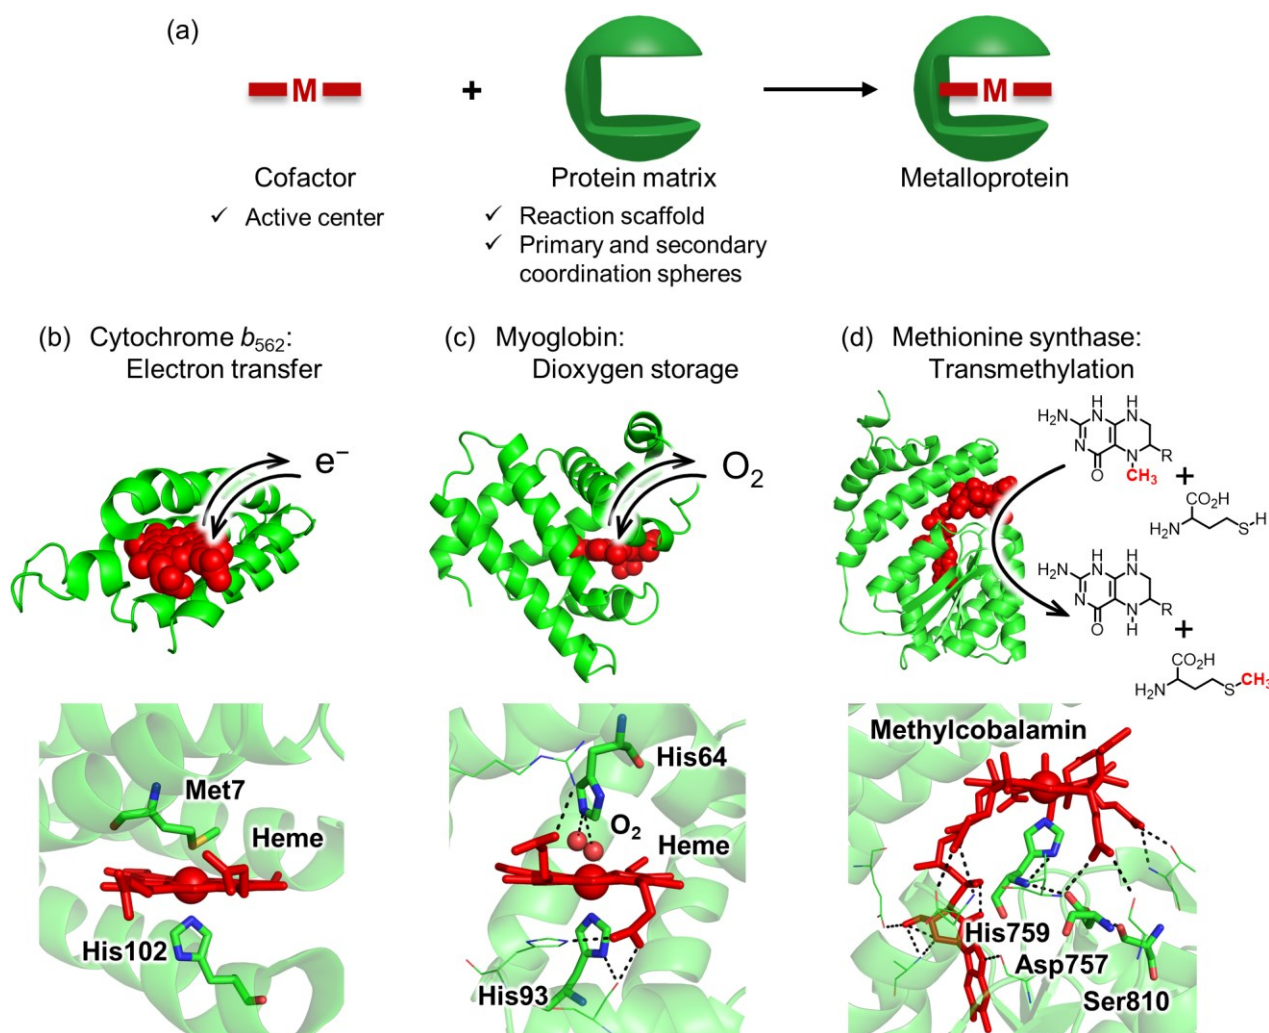 (a)
M
+
M
Cofactor
✓ Active center
Protein matrix
✓ Reaction scaffold
✓ Primary and secondary
coordination spheres
Metalloprotein
(b) Cytochrome b562:
Electron transfer
e–
(c) Myoglobin:
Dioxygen storage
O2
(d) Methionine synthase:
Transmethylation
H H
H2N N N
N N R
O CH3
+
CO2H
H2N S H
H H
H2N N N
N N R
O H
+
CO2H
H2N S CH3
Met7
Heme
His102
His64
O2
Heme
His93
Methylcobalamin
His759
Asp757
Ser810